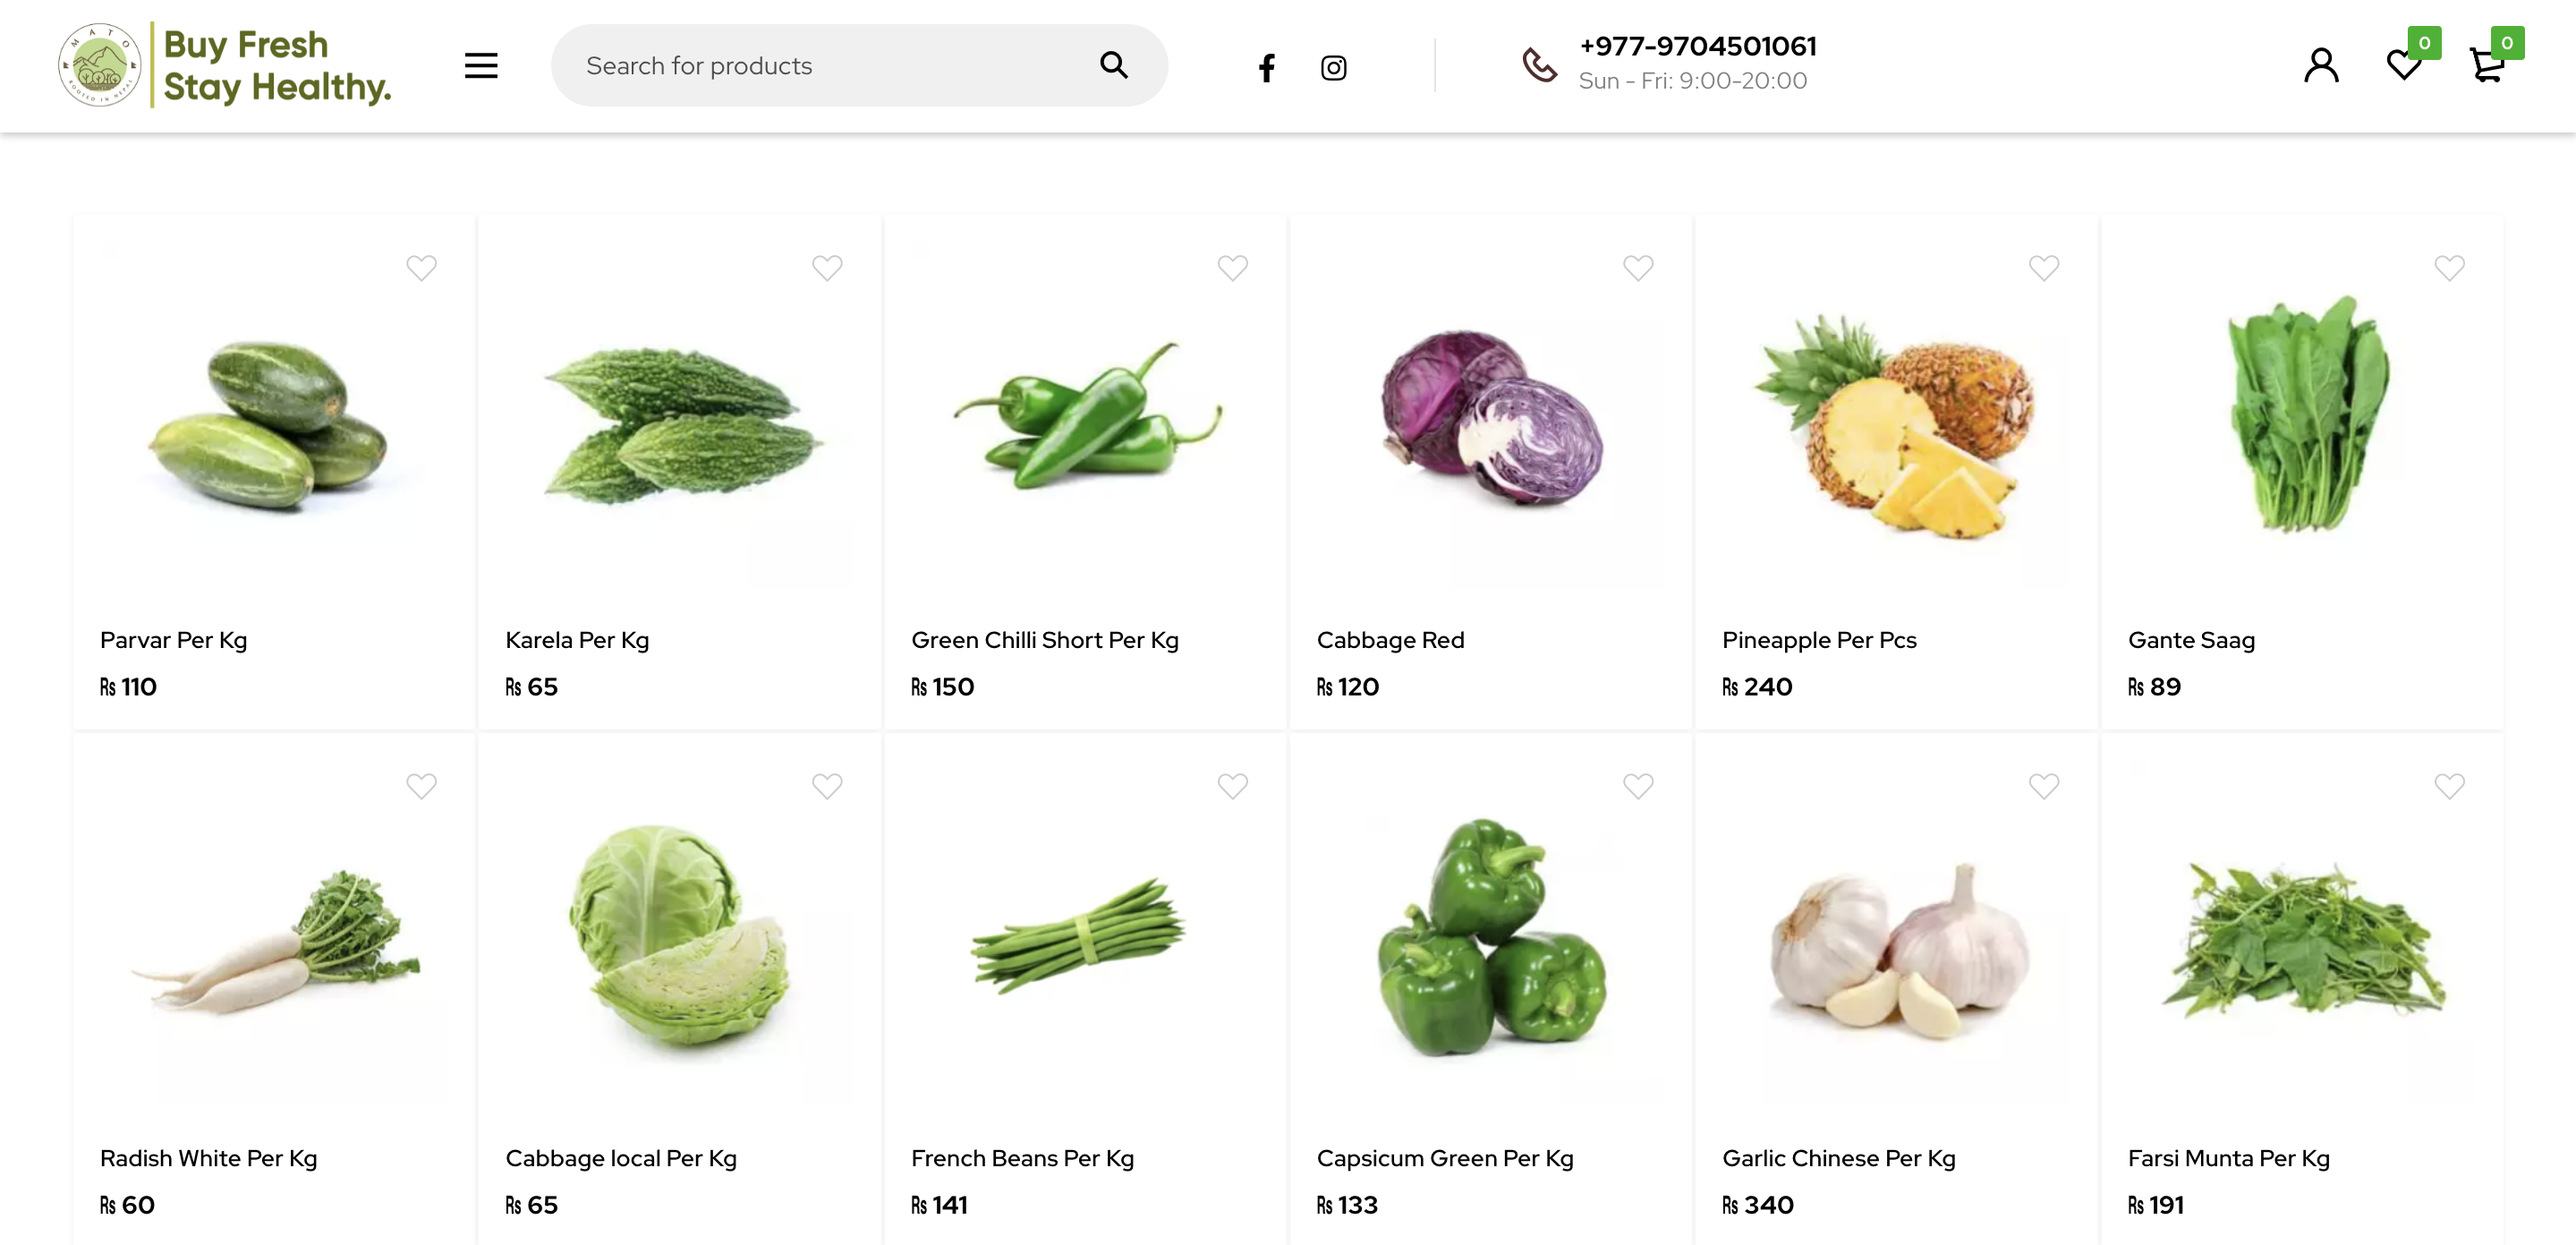 MATO
ROOTED IN NEPAL
Buy Fresh
Stay Healthy.
Search for products
+977-9704501061
Sun - Fri: 9:00-20:00
0
0
Parvar Per Kg
Rs 110
Karela Per Kg
Rs 65
Green Chilli Short Per Kg
Rs 150
Cabbage Red
Rs 120
Pineapple Per Pcs
Rs 240
Gante Saag
Rs 89
Radish White Per Kg
Rs 60
Cabbage local Per Kg
Rs 65
French Beans Per Kg
Rs 141
Capsicum Green Per Kg
Rs 133
Garlic Chinese Per Kg
Rs 340
Farsi Munta Per Kg
Rs 191